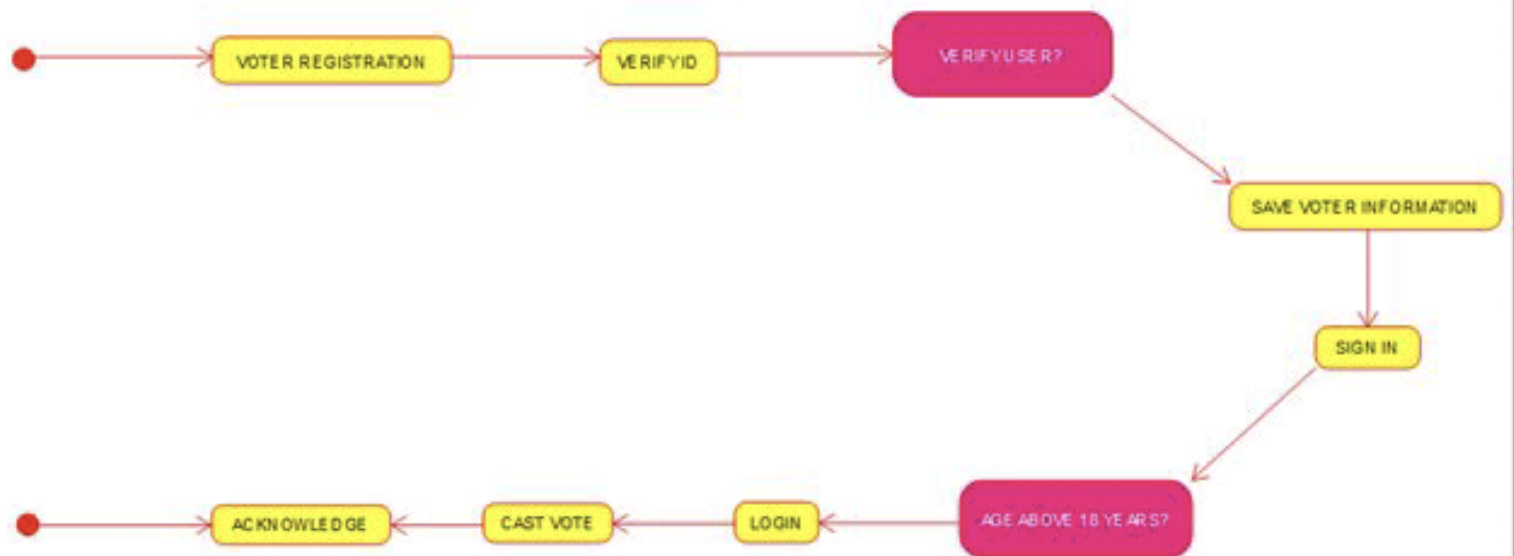 VOTER REGISTRATION
VERIFY ID
VERIFY USER?
SAVE VOTER INFORMATION
SIGN IN
AGE ABOVE 18 YEARS?
LOGIN
CAST VOTE
ACKNOWLEDGE